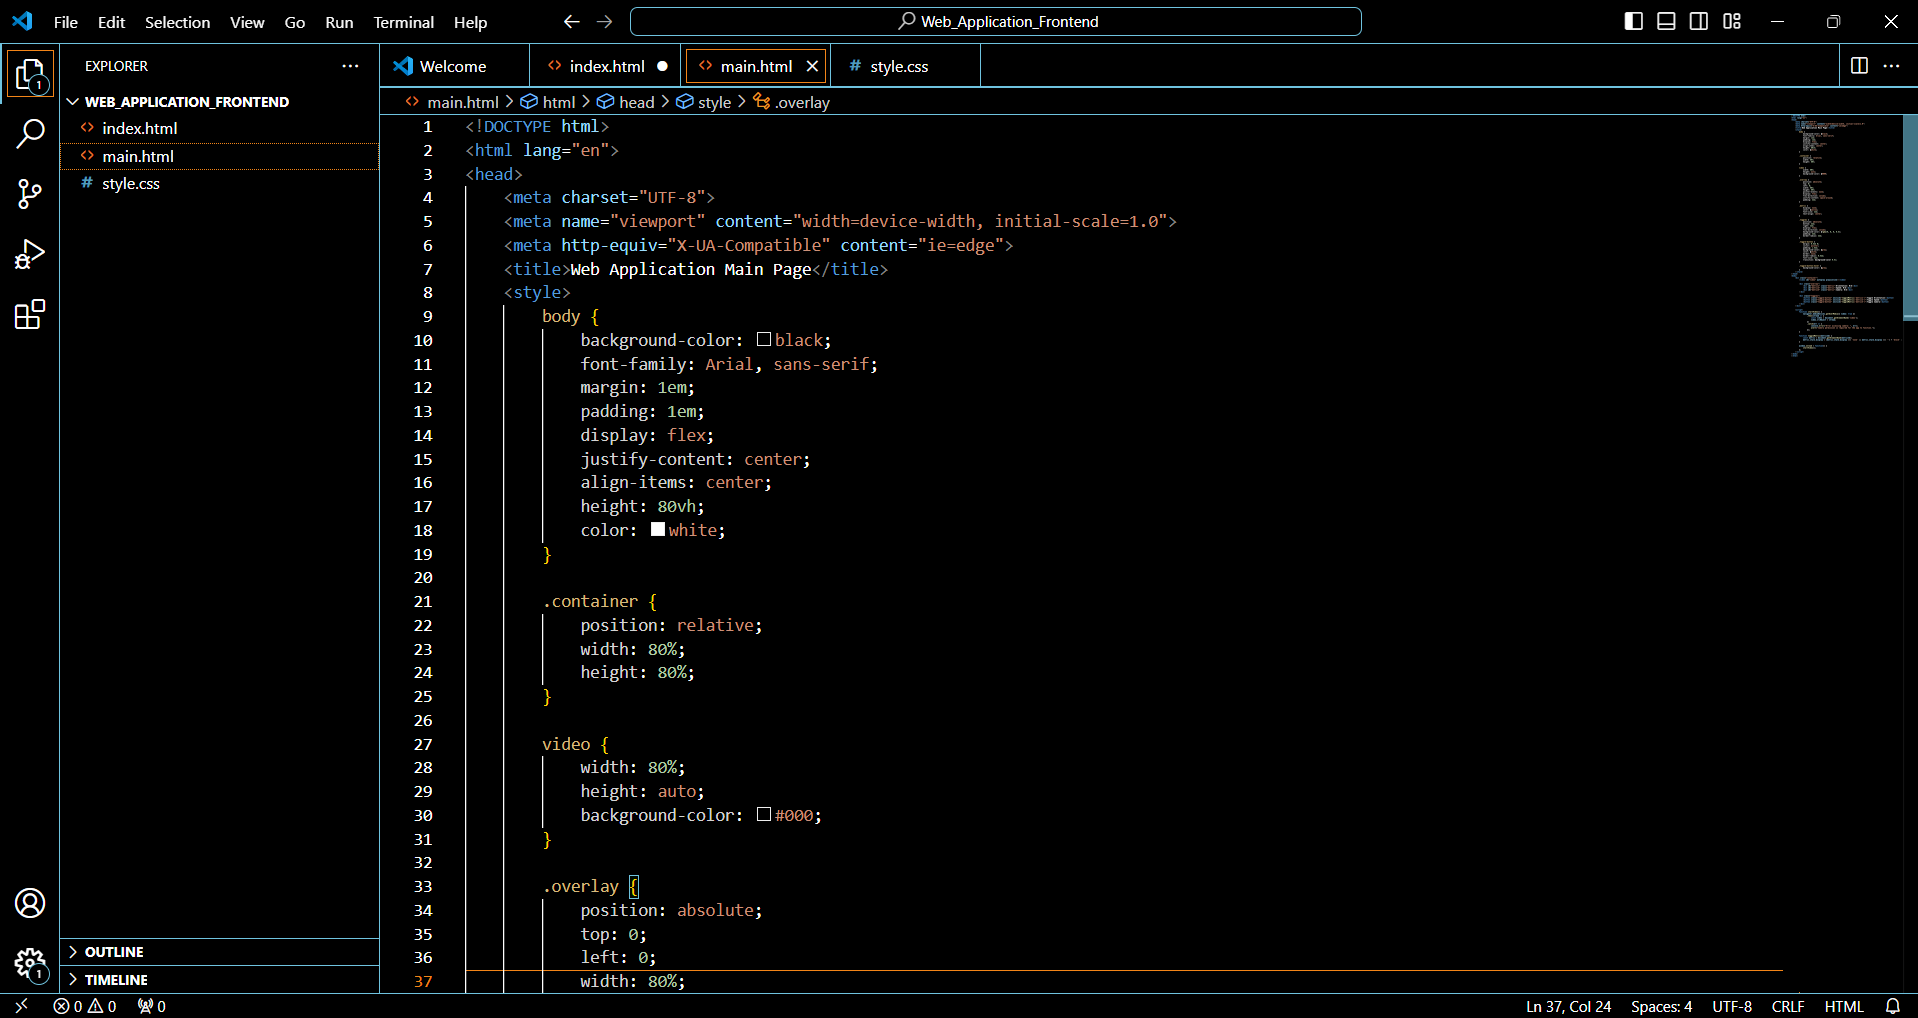 File Edit Selection View Go Run Terminal Help
Web_Application_Frontend
EXPLORER
WEB_APPLICATION_FRONTEND
index.html
main.html
style.css
OUTLINE
TIMELINE
1
1
Welcome index.html main.html style.css
main.html html head style .overlay
1 <!DOCTYPE html>
2 <html lang="en">
3 <head>
4 <meta charset="UTF-8">
5 <meta name="viewport" content="width=device-width, initial-scale=1.0">
6 <meta http-equiv="X-UA-Compatible" content="ie=edge">
7 <title>Web Application Main Page</title>
8 <style>
9 body {
10 background-color: black;
11 font-family: Arial, sans-serif;
12 margin: 1em;
13 padding: 1em;
14 display: flex;
15 justify-content: center;
16 align-items: center;
17 height: 80vh;
18 color: white;
19 }
20
21 .container {
22 position: relative;
23 width: 80%;
24 height: 80%;
25 }
26
27 video {
28 width: 80%;
29 height: auto;
30 background-color: #000;
31 }
32
33 .overlay {
34 position: absolute;
35 top: 0;
36 left: 0;
37 width: 80%;
0 0 0
Ln 37, Col 24 Spaces: 4 UTF-8 CRLF HTML